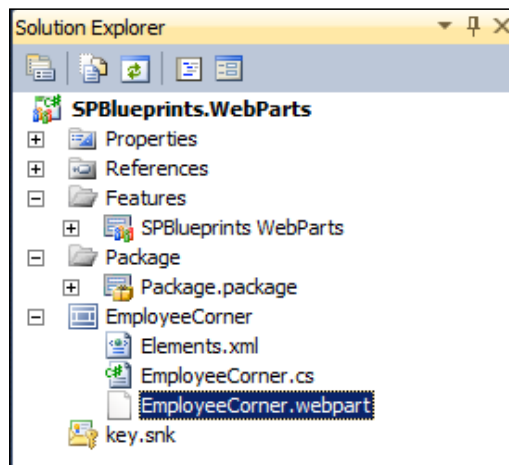 Solution Explorer
SPBlueprints.WebParts
Properties
References
Features
SPBlueprints WebParts
Package
Package.package
EmployeeCorner
Elements.xml
EmployeeCorner.cs
EmployeeCorner.webpart
key.snk